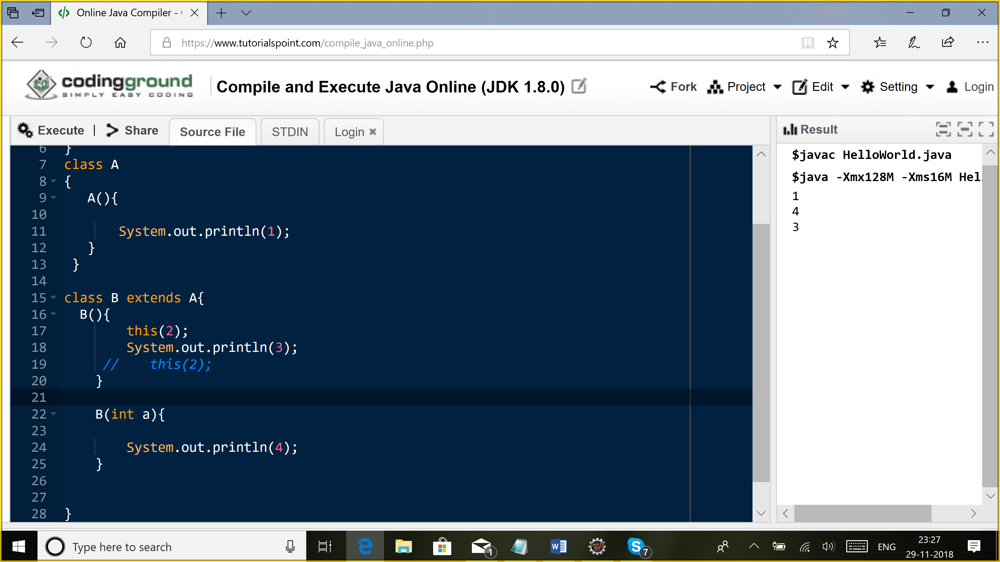 Online Java Compiler -
https://www.tutorialspoint.com/compile_java_online.php
codingground
SIMPLY EASY CODING
Compile and Execute Java Online (JDK 1.8.0)
Fork Project Edit Setting Login
Execute | Share Source File STDIN Login
Result
6 }
7 class A
8 {
9 A(){
10
11 System.out.println(1);
12 }
13 }
14
15 class B extends A{
16 B(){
17 this(2);
18 System.out.println(3);
19 // this(2);
20 }
21
22 B(int a){
23
24 System.out.println(4);
25 }
26
27
28 }
$javac HelloWorld.java
$java -Xmx128M -Xms16M Hel
1
4
3
Type here to search
1
W
Java EE
IDE
S
7
ENG
23:27
29-11-2018